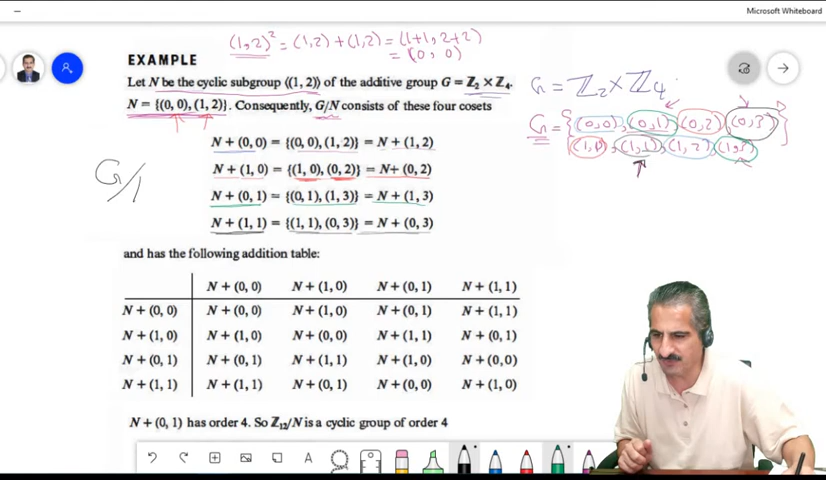 Microsoft Whiteboard
(1,2)² = (1,2) + (1,2) = (1+1, 2+2)
= (0, 0)
EXAMPLE
Let N be the cyclic subgroup ⟨(1, 2)⟩ of the additive group G = ℤ₂ × ℤ₄.
N = {(0, 0), (1, 2)}. Consequently, G/N consists of these four cosets
N + (0, 0) = {(0, 0), (1, 2)} = N + (1, 2)
N + (1, 0) = {(1, 0), (0, 2)} = N+ (0, 2)
N + (0, 1) = {(0, 1), (1, 3)} = N + (1, 3)
N + (1, 1) = {(1, 1), (0, 3)} = N + (0, 3)
G = ℤ₂ × ℤ₄
G = {(0,0), (0,1), (0,2), (0,3)
(1,0), (1,1), (1,2), (1,3)}
G/
and has the following addition table:
N + (0, 0) N + (1, 0) N + (0, 1) N + (1, 1)
N + (0, 0) N + (0, 0) N + (1, 0) N + (0, 1) N + (1, 1)
N + (1, 0) N + (1, 0) N + (0, 0) N + (1, 1) N + (0, 1)
N + (0, 1) N + (0, 1) N + (1, 1) N + (1, 0) N + (0,0)
N + (1, 1) N + (1, 1) N + (0, 1) N + (0, 0) N + (1, 0)
N + (0, 1) has order 4. So ℤ₁₂/N is a cyclic group of order 4